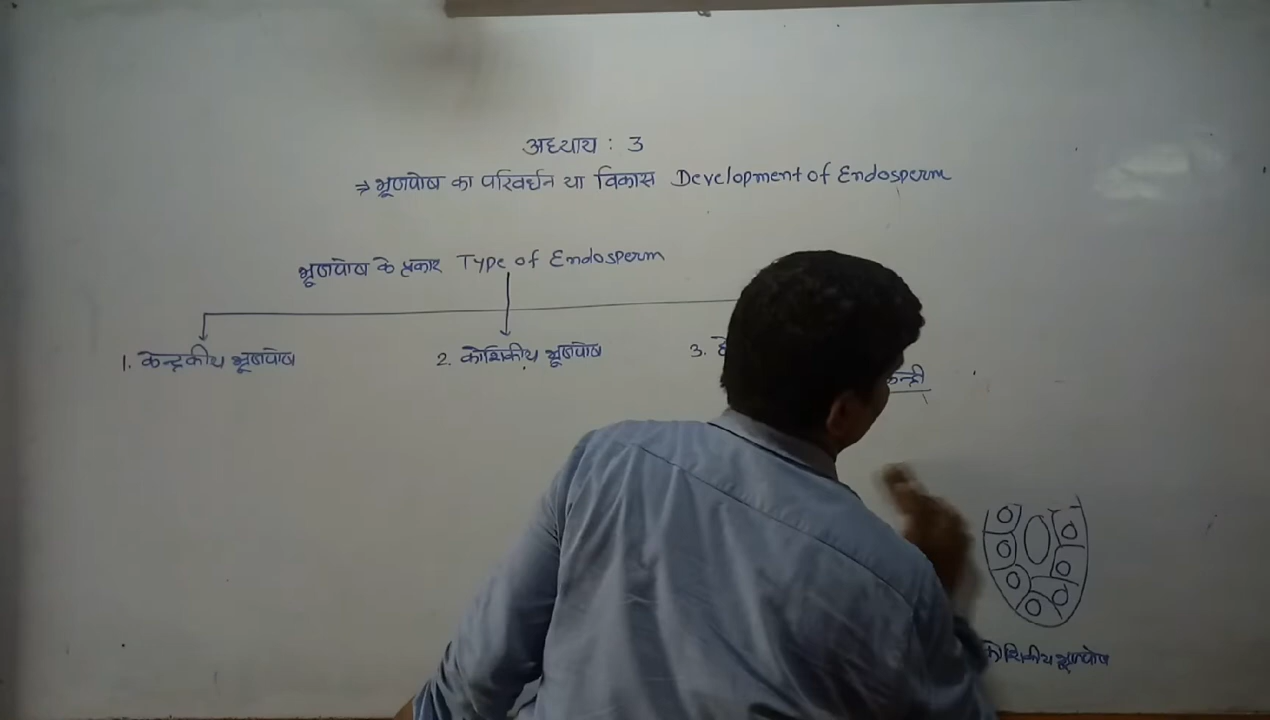 अध्याय : 3
⇒ भ्रूणपोष का परिवर्धन या विकास Development of Endosperm
भ्रूणपोष के प्रकार Type of Endosperm
1. केन्द्रकीय भ्रूणपोष 2. कोशिकीय भ्रूणपोष 3.
कोशिकीय भ्रूणपोष